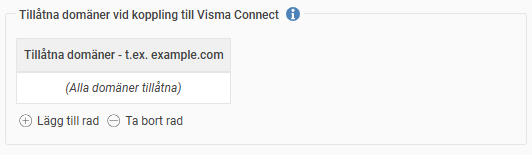 Tillåtna domäner vid koppling till Visma Connect
Tillåtna domäner - t.ex. example.com
(Alla domäner tillåtna)
Lägg till rad Ta bort rad